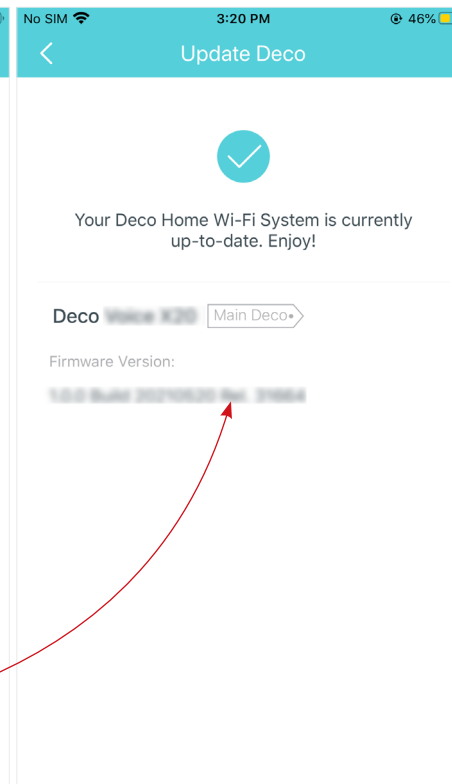 No SIM 3:20 PM 46%
Update Deco
Your Deco Home Wi-Fi System is currently
up-to-date. Enjoy!
Deco Main Deco
Firmware Version: